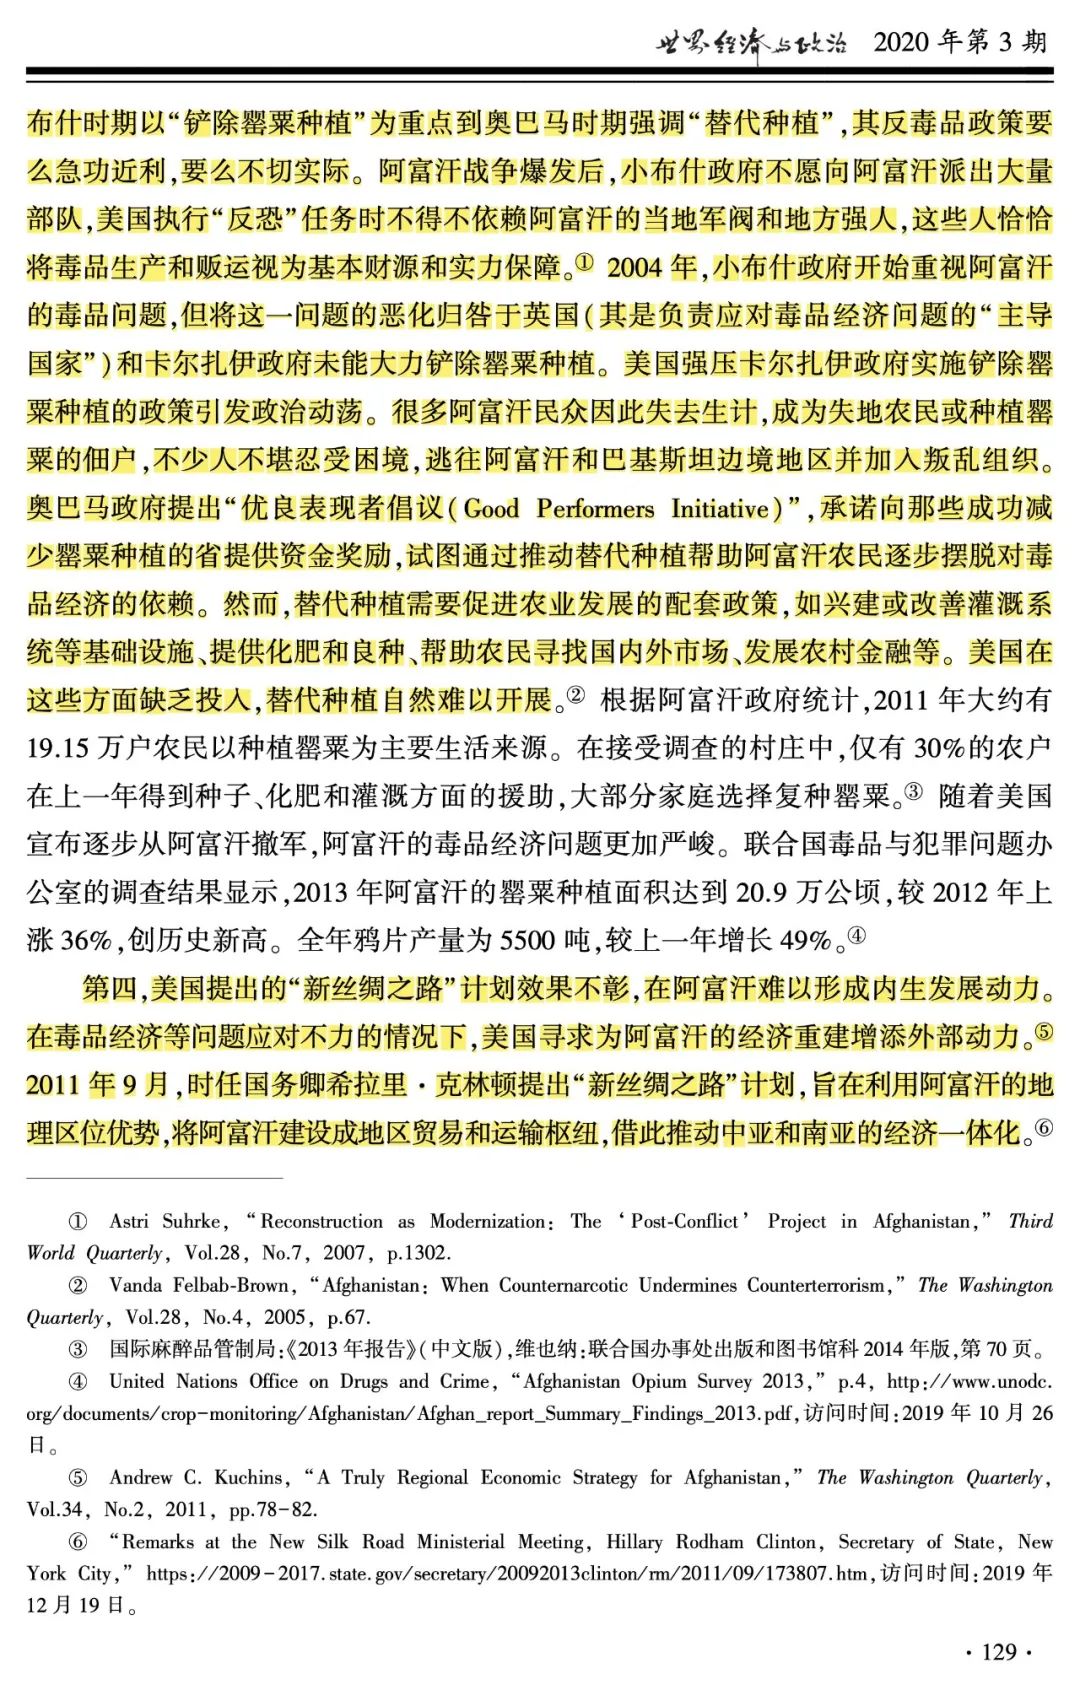 世界经济与政治 2020 年第 3 期
布什时期以“铲除罂粟种植”为重点到奥巴马时期强调“替代种植”,其反毒品政策要
么急功近利,要么不切实际。阿富汗战争爆发后,小布什政府不愿向阿富汗派出大量
部队,美国执行“反恐”任务时不得不依赖阿富汗的当地军阀和地方强人,这些人恰恰
将毒品生产和贩运视为基本财源和实力保障。① 2004 年,小布什政府开始重视阿富汗
的毒品问题,但将这一问题的恶化归咎于英国(其是负责应对毒品经济问题的“主导
国家”)和卡尔扎伊政府未能大力铲除罂粟种植。美国强压卡尔扎伊政府实施铲除罂
粟种植的政策引发政治动荡。很多阿富汗民众因此失去生计,成为失地农民或种植罂
粟的佃户,不少人不堪忍受困境,逃往阿富汗和巴基斯坦边境地区并加入叛乱组织。
奥巴马政府提出“优良表现者倡议(Good Performers Initiative)”,承诺向那些成功减
少罂粟种植的省提供资金奖励,试图通过推动替代种植帮助阿富汗农民逐步摆脱对毒
品经济的依赖。然而,替代种植需要促进农业发展的配套政策,如兴建或改善灌溉系
统等基础设施、提供化肥和良种、帮助农民寻找国内外市场、发展农村金融等。美国在
这些方面缺乏投入,替代种植自然难以开展。② 根据阿富汗政府统计,2011 年大约有
19.15 万户农民以种植罂粟为主要生活来源。在接受调查的村庄中,仅有 30%的农户
在上一年得到种子、化肥和灌溉方面的援助,大部分家庭选择复种罂粟。③ 随着美国
宣布逐步从阿富汗撤军,阿富汗的毒品经济问题更加严峻。联合国毒品与犯罪问题办
公室的调查结果显示,2013 年阿富汗的罂粟种植面积达到 20.9 万公顷,较 2012 年上
涨 36%,创历史新高。全年鸦片产量为 5500 吨,较上一年增长 49%。④
第四,美国提出的“新丝绸之路”计划效果不彰,在阿富汗难以形成内生发展动力。
在毒品经济等问题应对不力的情况下,美国寻求为阿富汗的经济重建增添外部动力。⑤
2011 年 9 月,时任国务卿希拉里·克林顿提出“新丝绸之路”计划,旨在利用阿富汗的地
理区位优势,将阿富汗建设成地区贸易和运输枢纽,借此推动中亚和南亚的经济一体化。⑥
① Astri Suhrke, “Reconstruction as Modernization: The ‘Post-Conflict’ Project in Afghanistan,” Third
World Quarterly, Vol.28, No.7, 2007, p.1302.
② Vanda Felbab-Brown, “Afghanistan: When Counternarcotic Undermines Counterterrorism,” The Washington
Quarterly, Vol.28, No.4, 2005, p.67.
③ 国际麻醉品管制局:《2013 年报告》(中文版),维也纳:联合国办事处出版和图书馆科 2014 年版,第 70 页。
④ United Nations Office on Drugs and Crime, “Afghanistan Opium Survey 2013,” p.4, http://www.unodc.
org/documents/crop-monitoring/Afghanistan/Afghan_report_Summary_Findings_2013.pdf,访问时间:2019 年 10 月 26
日。
⑤ Andrew C. Kuchins, “A Truly Regional Economic Strategy for Afghanistan,” The Washington Quarterly,
Vol.34, No.2, 2011, pp.78-82.
⑥ “Remarks at the New Silk Road Ministerial Meeting, Hillary Rodham Clinton, Secretary of State, New
York City,” https://2009-2017.state.gov/secretary/20092013clinton/rm/2011/09/173807.htm,访问时间:2019 年
12 月 19 日。
·129·